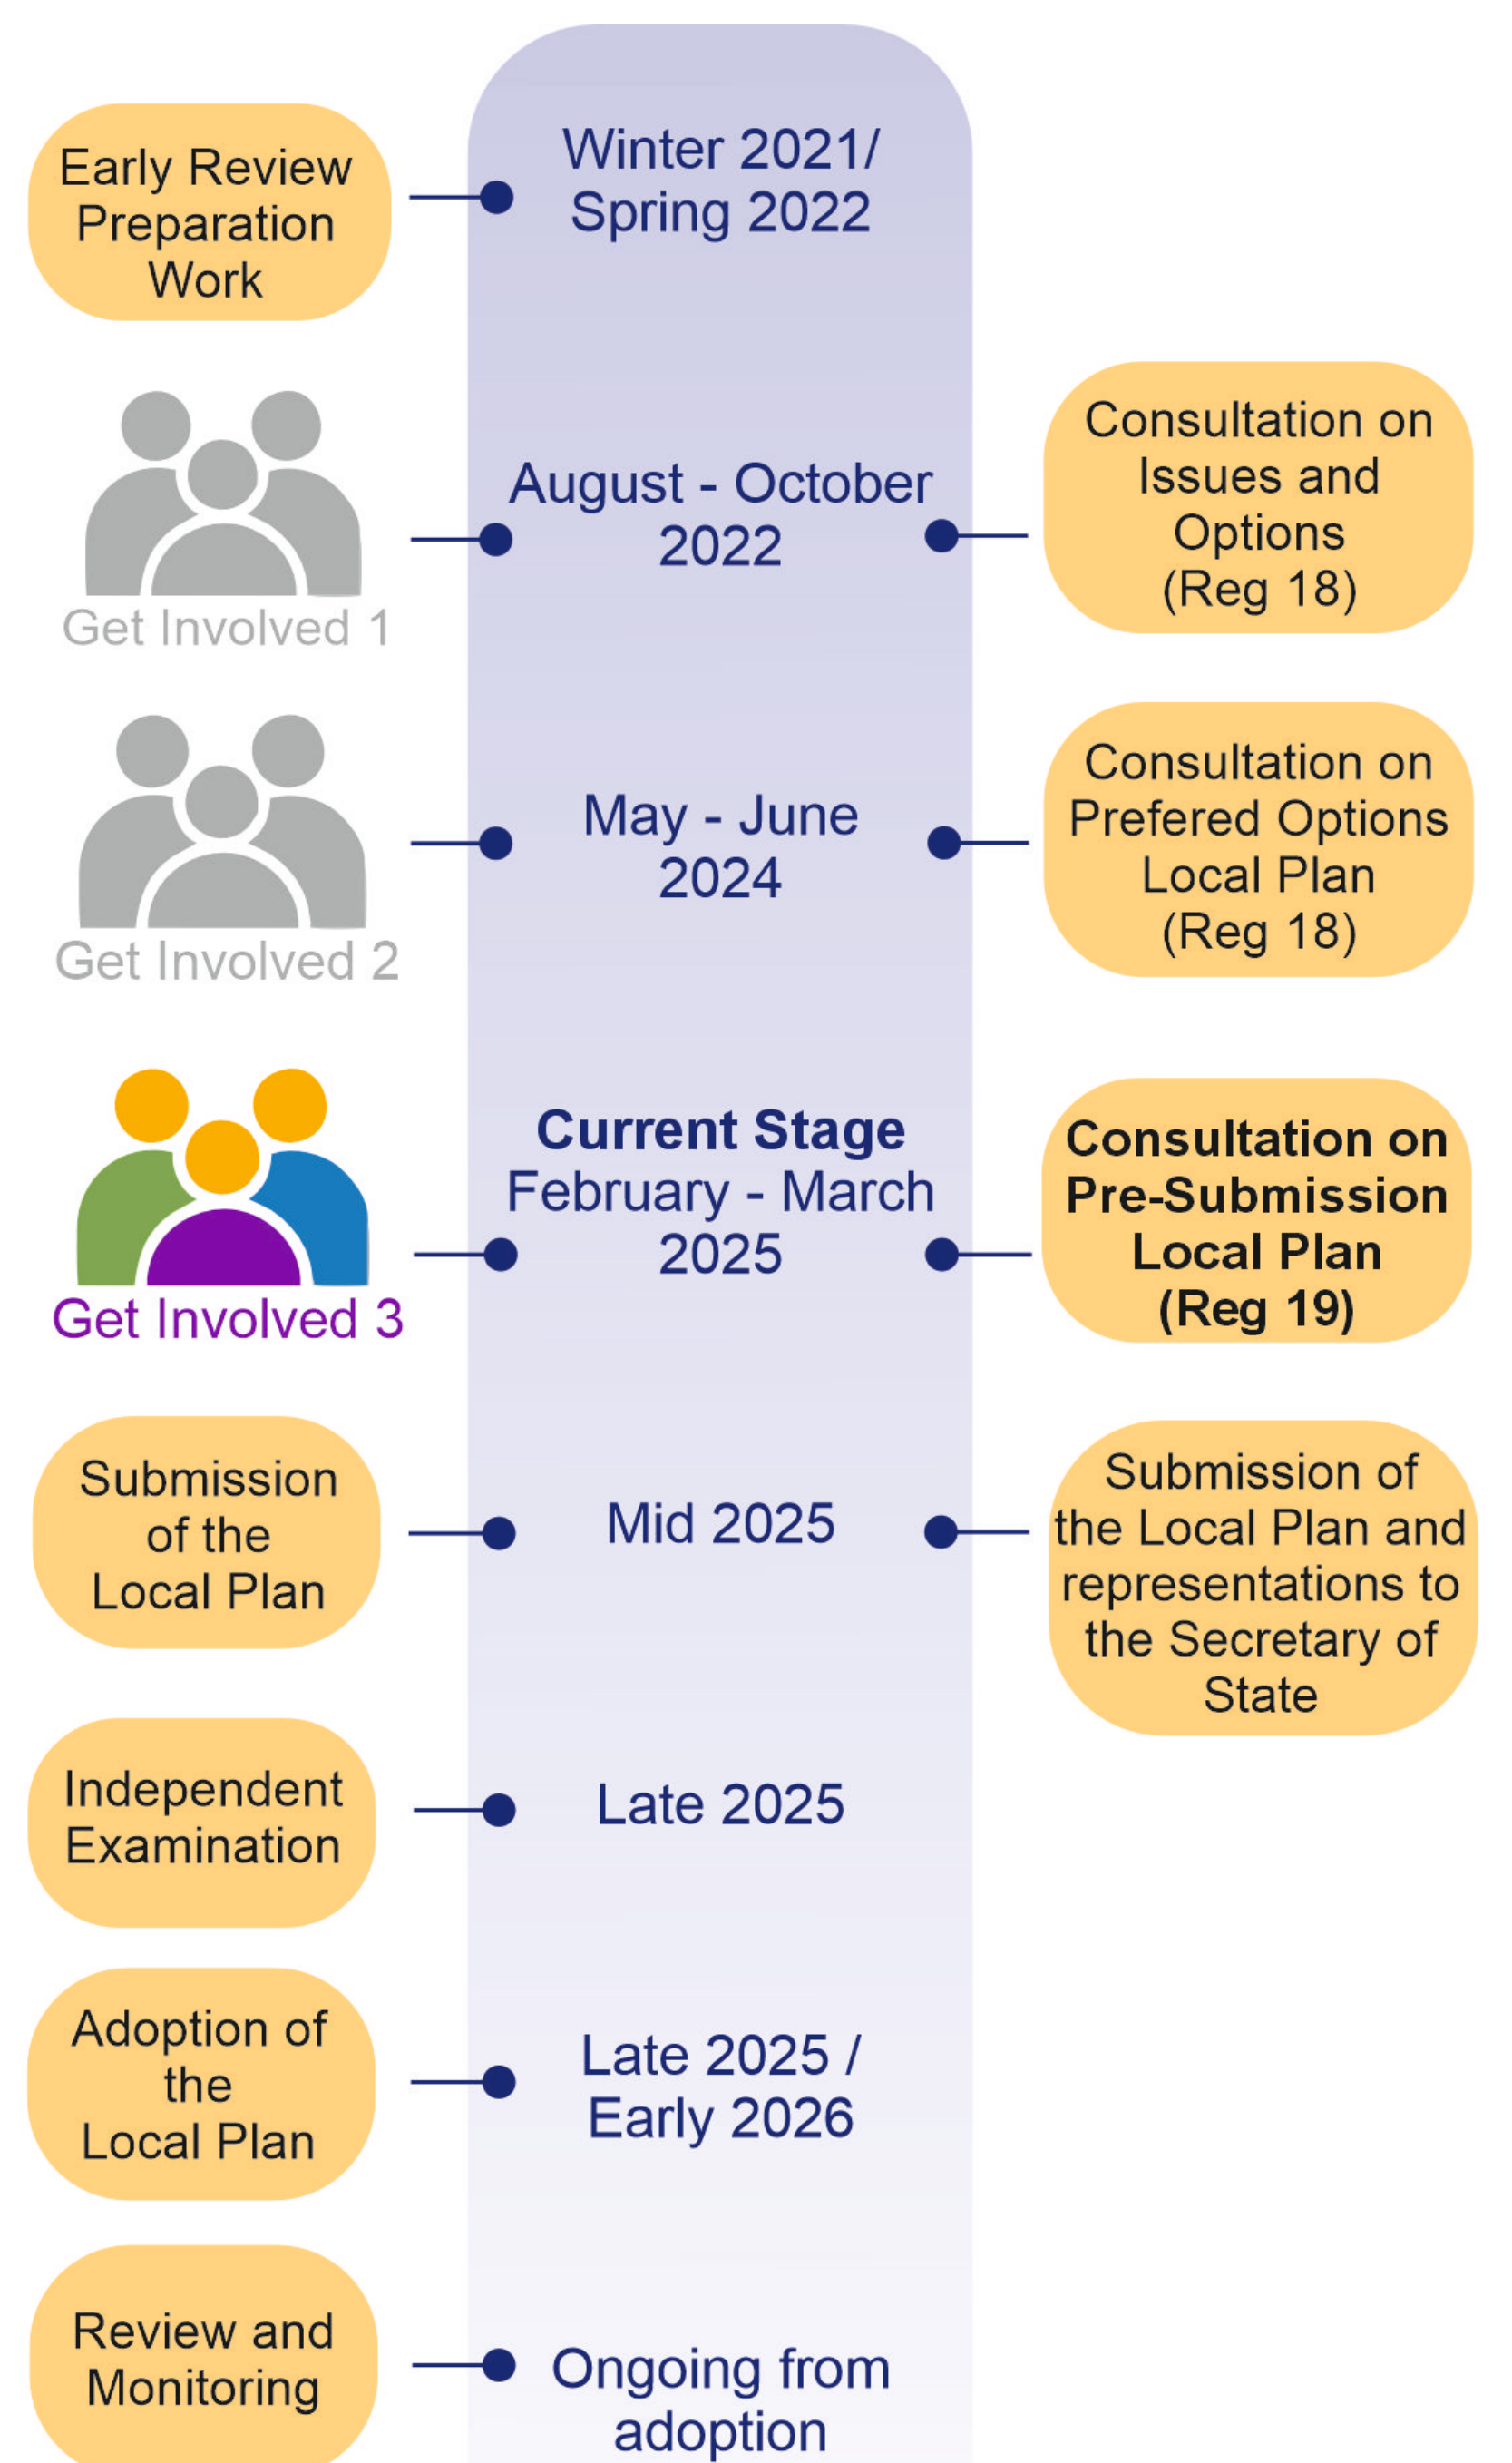 Early Review
Preparation
Work
Winter 2021/
Spring 2022
Get Involved 1
August - October
2022
Consultation on
Issues and
Options
(Reg 18)
Get Involved 2
May - June
2024
Consultation on
Prefered Options
Local Plan
(Reg 18)
Get Involved 3
Current Stage
February - March
2025
Consultation on
Pre-Submission
Local Plan
(Reg 19)
Submission
of the
Local Plan
Mid 2025
Submission of
the Local Plan and
representations to
the Secretary of
State
Independent
Examination
Late 2025
Adoption of
the
Local Plan
Late 2025 /
Early 2026
Review and
Monitoring
Ongoing from
adoption